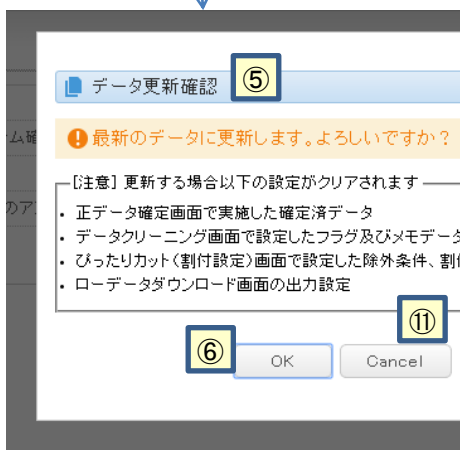 データ更新確認 ⑤
ム確
最新のデータに更新します。よろしいですか?
[注意] 更新する場合以下の設定がクリアされます
のア
・ 正データ確定画面で実施した確定済データ
・ データクリーニング画面で設定したフラグ及びメモデータ
・ ぴったりカット(割付設定)画面で設定した除外条件、割
・ ローデータダウンロード画面の出力設定
⑪
⑥ OK Cancel